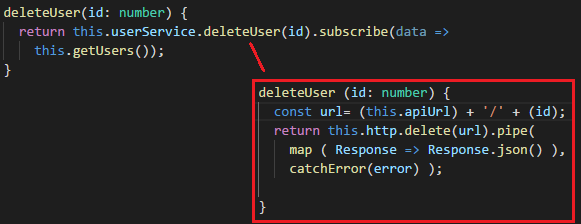 deleteUser(id: number) {
return this.userService.deleteUser(id).subscribe(data =>
this.getUsers());
}
deleteUser (id: number) {
const url= (this.apiUrl) + '/' + (id);
return this.http.delete(url).pipe(
map ( Response => Response.json() ),
catchError(error) );
}